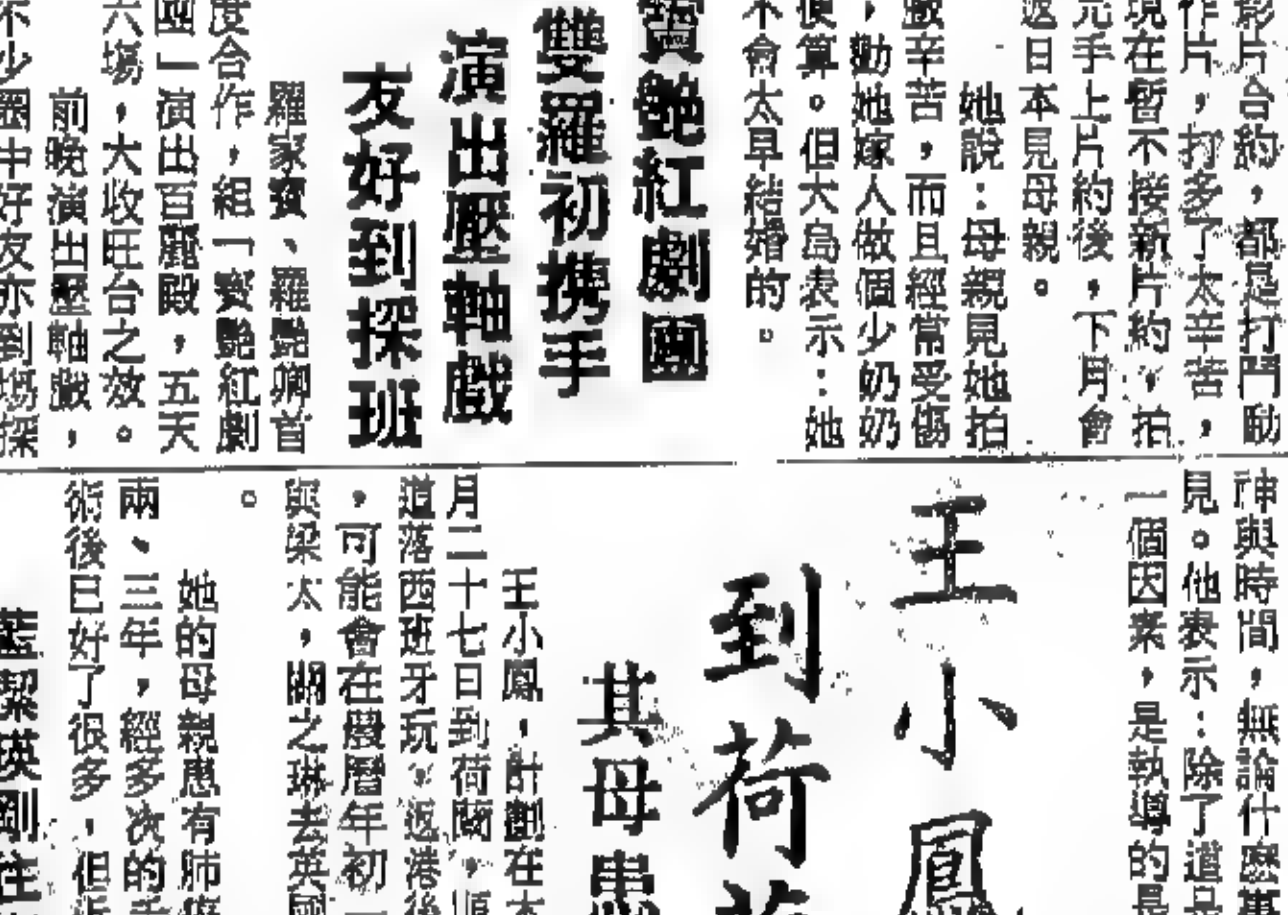 影片合約，都是打鬥動
作片，打多了太辛苦，
現在暫不接新片約，拍
完手上片約後，下月會
返日本見母親。
她說：母親見她拍
戲辛苦，而且經常受傷
，勸她嫁人做個少奶奶
便算。但大島表示：她
不會太早結婚的。
寶艷紅劇團
雙羅初携手
演出壓軸戲
友好到探班
羅家寶、羅艷卿首
度合作，組「寶艷紅劇
團」演出百麗殿，五天
六場，大收旺台之效。
前晚演出壓軸戲，
不少圈中好友亦到場探
神與時間，無論什麼事
見。他表示：除了這是
一個因素，是執導的是
王小鳳
到荷
其母患
王小鳳，計劃在本
月二十七日到荷蘭，順
道落西班牙玩。返港後
，可能會在農曆年初一
與梁太，關之琳去英國
。
她的母親患有肺
兩、三年，經多次的手
術後已好了很多，但
藍潔瑛剛往